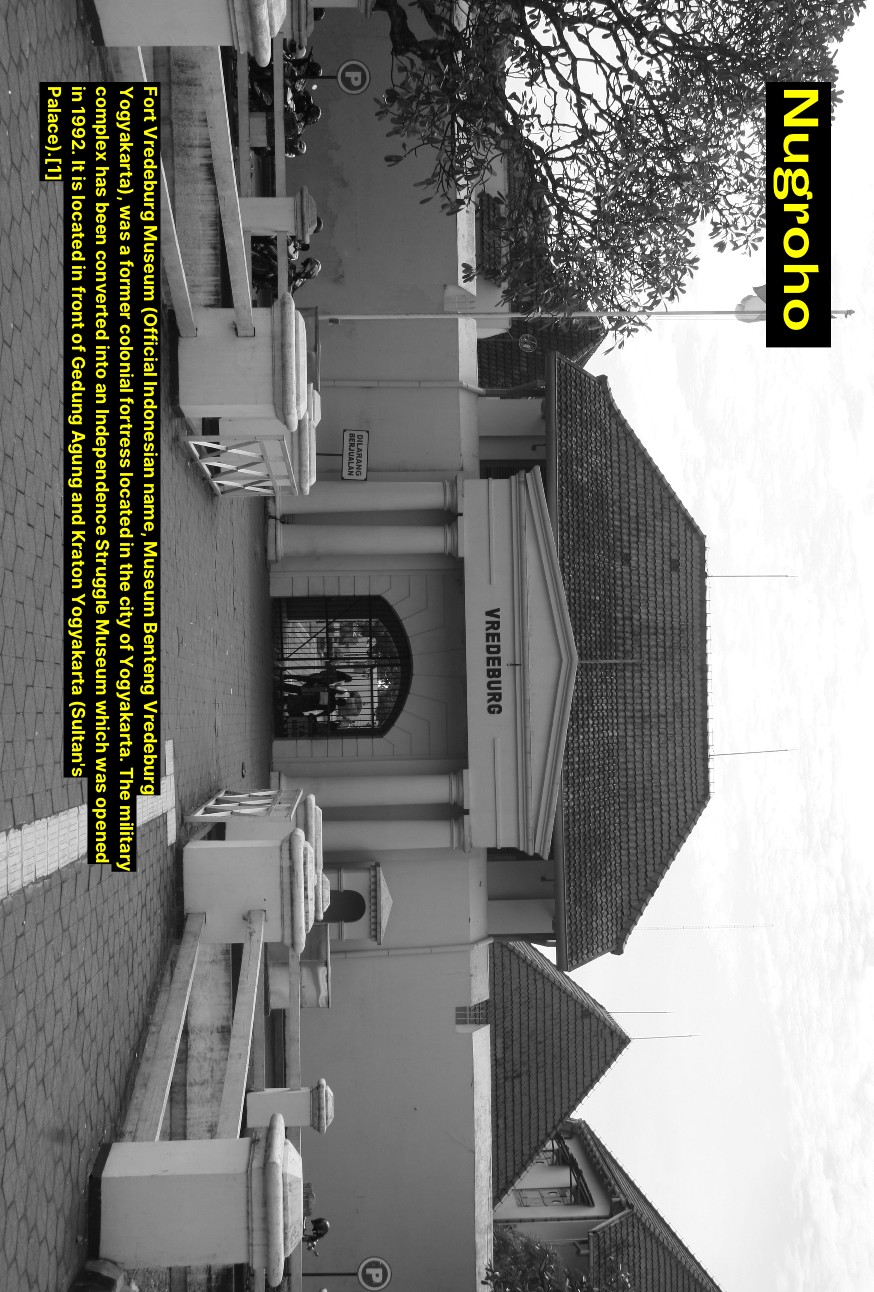 Nugroho
P
DILARANG
BERJUALAN
VREDEBURG
P
Fort Vredeburg Museum (Official Indonesian name, Museum Benteng Vredeburg
Yogyakarta), was a former colonial fortress located in the city of Yogyakarta. The military
complex has been converted into an Independence Struggle Museum which was opened
in 1992. It is located in front of Gedung Agung and Kraton Yogyakarta (Sultan's
Palace).[1]